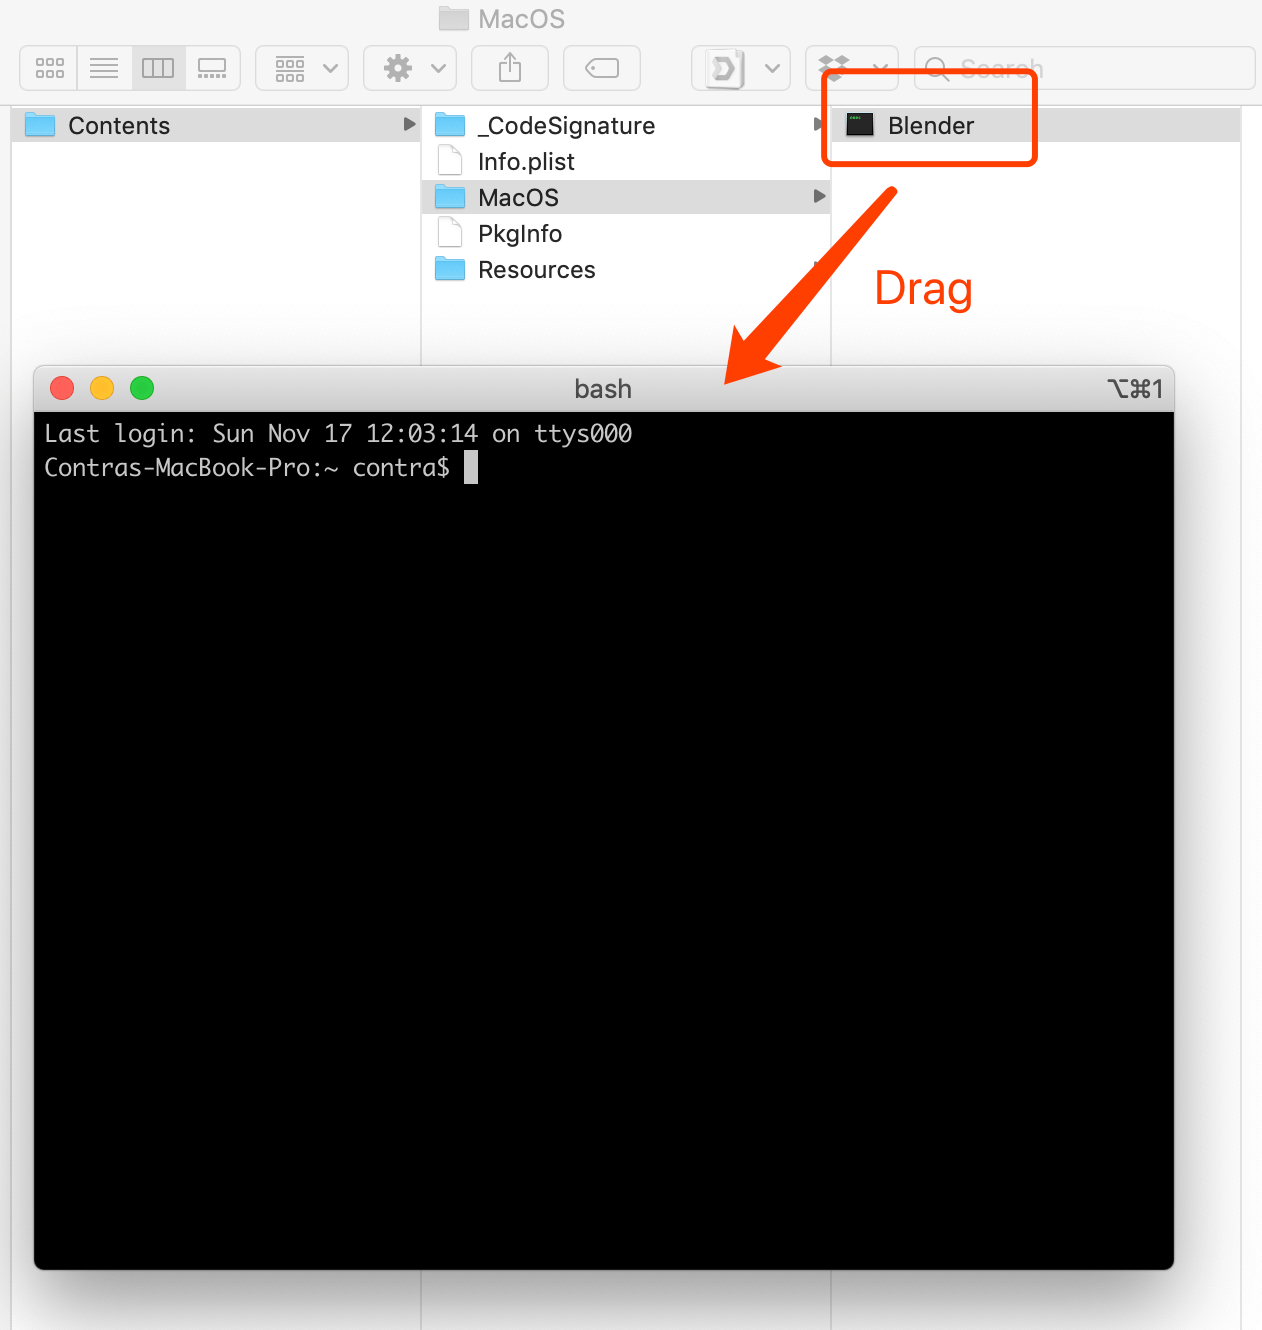 MacOS
Search
Contents
_CodeSignature
Info.plist
MacOS
PkgInfo
Resources
Blender
Drag
bash
⌥⌘1
Last login: Sun Nov 17 12:03:14 on ttys000
Contras-MacBook-Pro:~ contra$